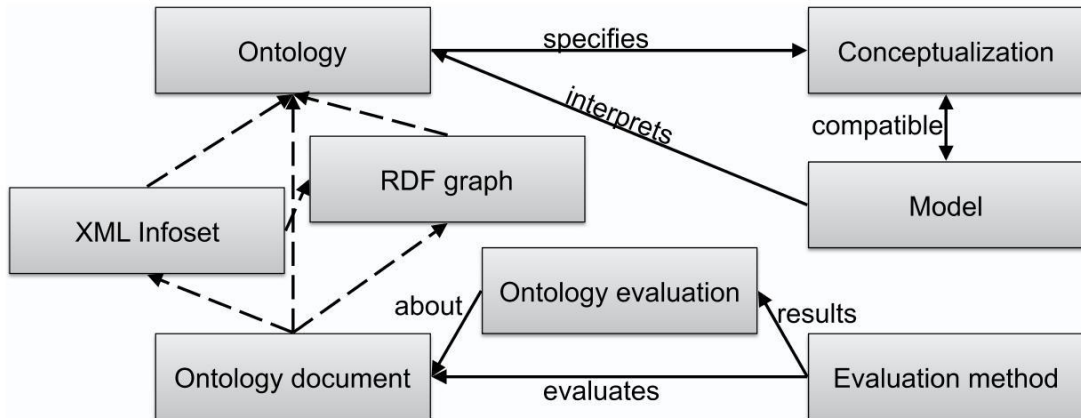 Ontology
specifies
Conceptualization
interprets
compatible
RDF graph
XML Infoset
Model
about
Ontology evaluation
results
Ontology document
evaluates
Evaluation method